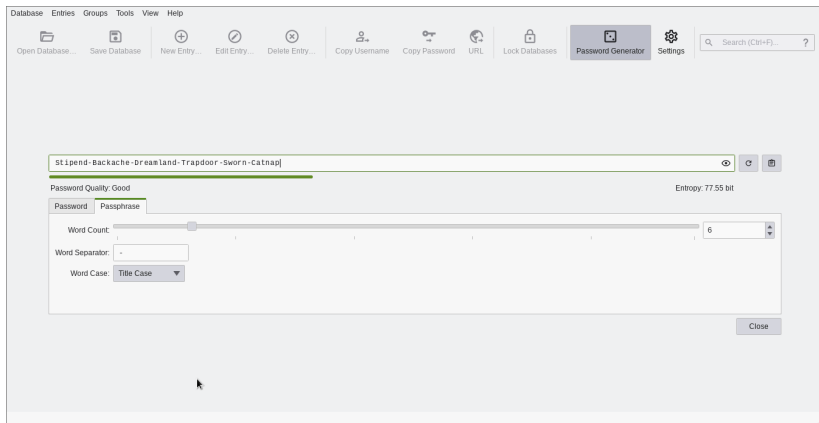 Database Entries Groups Tools View Help
Open Database... Save Database New Entry... Edit Entry... Delete Entry... Copy Username Copy Password URL Lock Databases Password Generator Settings Search (Ctrl+F)... ?
Stipend-Backache-Dreamland-Trapdoor-Sworn-Catnap
Password Quality: Good Entropy: 77.55 bit
Password Passphrase
Word Count: 6
Word Separator: -
Word Case: Title Case
Close